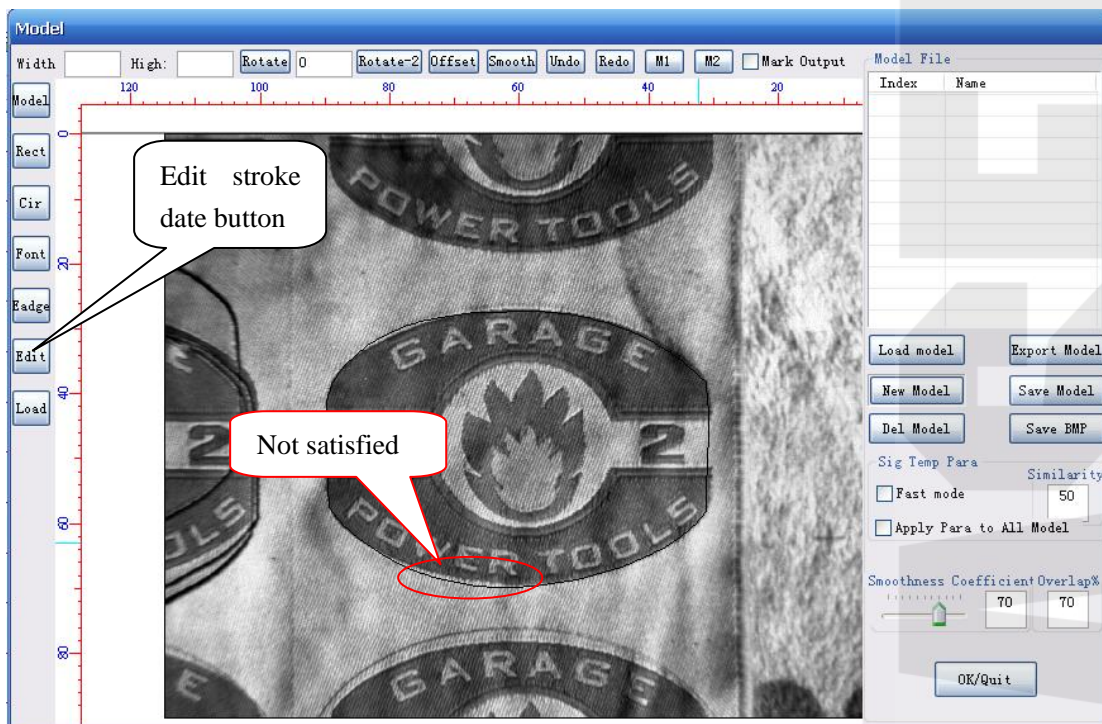 Model
Width High: Rotate 0 Rotate-2 Offset Smooth Undo Redo M1 M2 Mark Output
Model File
Index Name
120 100 80 60 40 20
Model
Rect
Cir
Font
Eadge
Edit
Load
0
20
40
60
80
Edit stroke
date button
Not satisfied
POWER TOOLS
GARAGE
2
POWER TOOLS
GARAGE
E
2
OLS
E
Load model Export Model
New Model Save Model
Del Model Save BMP
Sig Temp Para
Similarity
Fast mode 50
Apply Para to All Model
Smoothness Coefficient Overlap%
70 70
OK/Quit